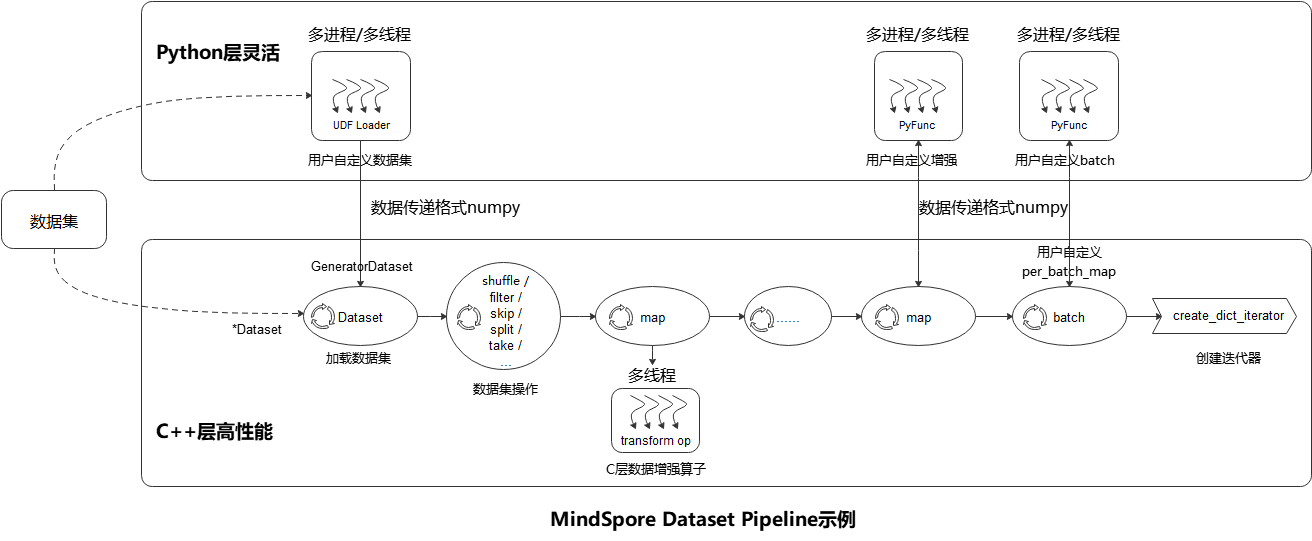 多进程/多线程
多进程/多线程
多进程/多线程
Python层灵活
UDF Loader
PyFunc
PyFunc
用户自定义数据集
用户自定义增强
用户自定义batch
数据集
数据传递格式numpy
数据传递格式numpy
GeneratorDataset
用户自定义
per_batch_map
*Dataset
Dataset
加载数据集
shuffle /
filter /
skip /
split /
take /
...
数据集操作
map
......
map
batch
create_dict_iterator
创建迭代器
多线程
transform op
C层数据增强算子
C++层高性能
MindSpore Dataset Pipeline示例